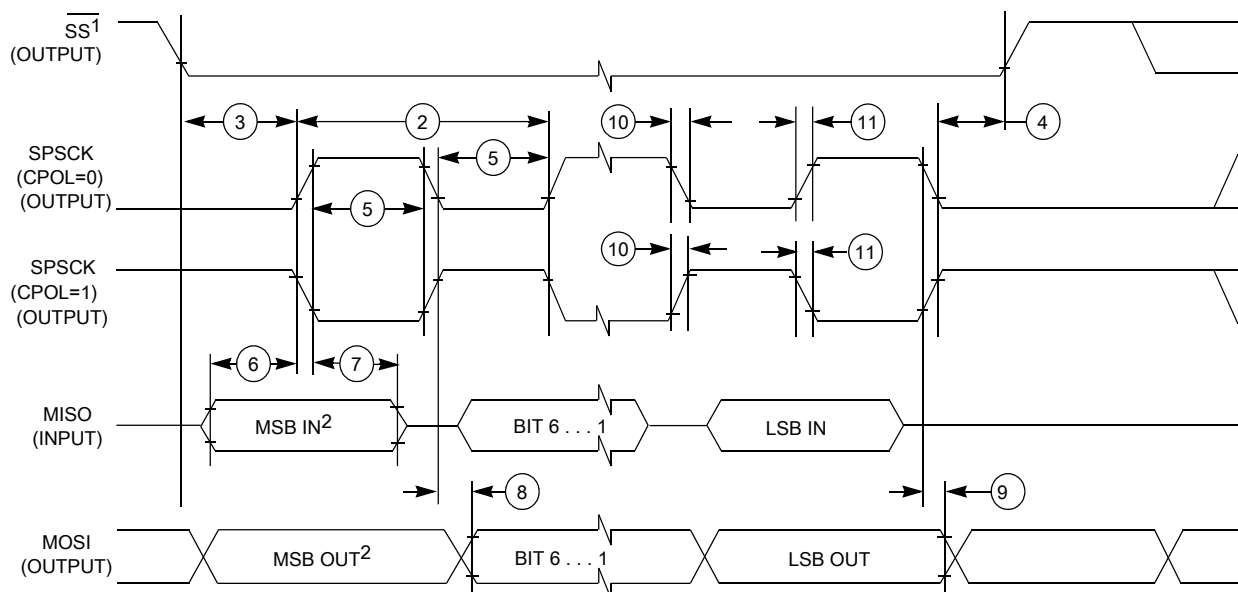 SS1
(OUTPUT)
3
2
10
11
4
SPSCK
(CPOL=0)
(OUTPUT)
5
5
SPSCK
(CPOL=1)
(OUTPUT)
10
11
6
7
MISO
(INPUT)
MSB IN2
BIT 6 . . . 1
LSB IN
8
9
MOSI
(OUTPUT)
MSB OUT2
BIT 6 . . . 1
LSB OUT